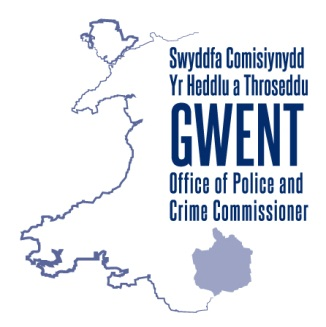 Swyddfa Comisiynydd
Yr Heddlu a Throseddu
GWENT
Office of Police and
Crime Commissioner